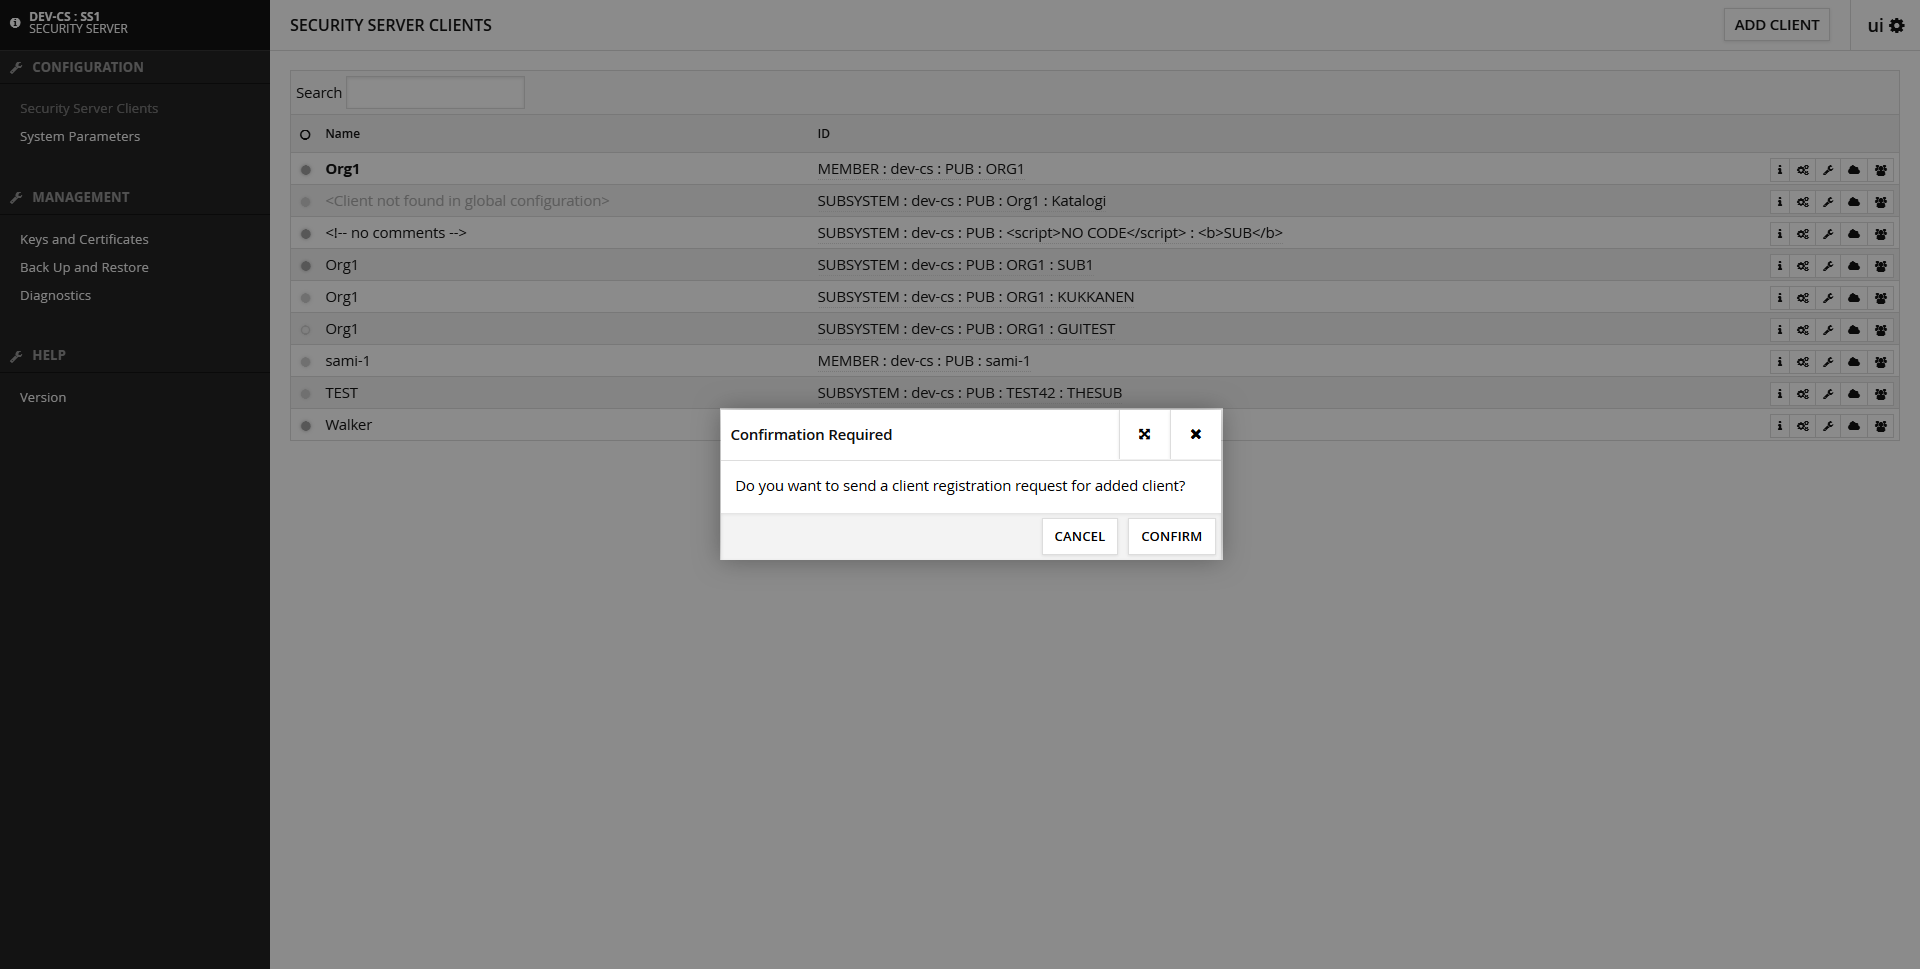 DEV-CS : SS1
SECURITY SERVER
CONFIGURATION
Security Server Clients
System Parameters
MANAGEMENT
Keys and Certificates
Back Up and Restore
Diagnostics
HELP
Version
SECURITY SERVER CLIENTS
ADD CLIENT
ui
Search
Name ID
Org1 MEMBER : dev-cs : PUB : ORG1
<Client not found in global configuration> SUBSYSTEM : dev-cs : PUB : Org1 : Katalogi
<!-- no comments --> SUBSYSTEM : dev-cs : PUB : <script>NO CODE</script> : <b>SUB</b>
Org1 SUBSYSTEM : dev-cs : PUB : ORG1 : SUB1
Org1 SUBSYSTEM : dev-cs : PUB : ORG1 : KUKKANEN
Org1 SUBSYSTEM : dev-cs : PUB : ORG1 : GUITEST
sami-1 MEMBER : dev-cs : PUB : sami-1
TEST SUBSYSTEM : dev-cs : PUB : TEST42 : THESUB
Walker
Confirmation Required
Do you want to send a client registration request for added client?
CANCEL CONFIRM